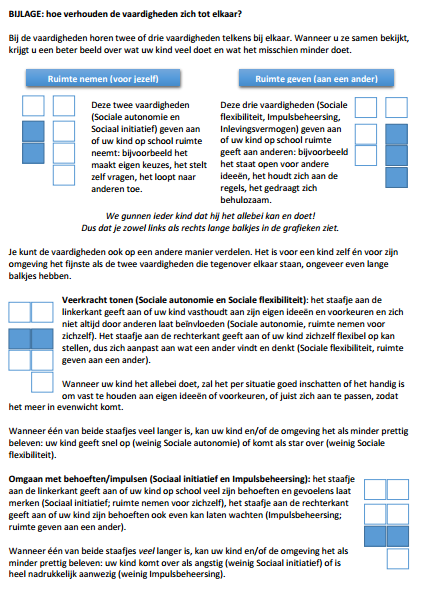 BIJLAGE: hoe verhouden de vaardigheden zich tot elkaar?
Bij de vaardigheden horen twee of drie vaardigheden telkens bij elkaar. Wanneer u ze samen bekijkt,
krijgt u een beter beeld over wat uw kind veel doet en wat het misschien minder doet.
Ruimte nemen (voor jezelf)
Deze twee vaardigheden
(Sociale autonomie en
Sociaal initiatief) geven aan
of uw kind op school ruimte
neemt: bijvoorbeeld het
maakt eigen keuzes, het stelt
zelf vragen, het loopt naar
anderen toe.
Ruimte geven (aan een ander)
Deze drie vaardigheden (Sociale
flexibiliteit, Impulsbeheersing,
Inlevingsvermogen) geven aan
of uw kind op school ruimte
geeft aan anderen: bijvoorbeeld
het staat open voor andere
ideeën, het houdt zich aan de
regels, het gedraagt zich
behulpzaam.
We gunnen ieder kind dat hij het allebei kan en doet!
Dus dat je zowel links als rechts lange balkjes in de grafieken ziet.
Je kunt de vaardigheden ook op een andere manier verdelen. Het is voor een kind zelf én voor zijn
omgeving het fijnste als de twee vaardigheden die tegenover elkaar staan, ongeveer even lange
balkjes hebben.
Veerkracht tonen (Sociale autonomie en Sociale flexibiliteit): het staafje aan de
linkerkant geeft aan of uw kind vasthoudt aan zijn eigen ideeën en voorkeuren en zich
niet altijd door anderen laat beïnvloeden (Sociale autonomie, ruimte nemen voor
zichzelf). Het staafje aan de rechterkant geeft aan of uw kind zichzelf flexibel op kan
stellen, dus zich aanpast aan wat een ander vindt en denkt (Sociale flexibiliteit, ruimte
geven aan een ander).
Wanneer uw kind het allebei doet, zal het per situatie goed inschatten of het handig is
om vast te houden aan eigen ideeën of voorkeuren, of juist zich aan te passen, zodat
het meer in evenwicht komt.
Wanneer één van beide staafjes veel langer is, kan uw kind en/of de omgeving het als minder prettig
beleven: uw kind geeft snel op (weinig Sociale autonomie) of komt als star over (weinig Sociale
flexibiliteit).
Omgaan met behoeften/impulsen (Sociaal initiatief en Impulsbeheersing): het staafje
aan de linkerkant geeft aan of uw kind op school veel zijn behoeften en gevoelens laat
merken (Sociaal initiatief; ruimte nemen voor zichzelf), het staafje aan de rechterkant
geeft aan of uw kind zijn behoeften ook even kan laten wachten (Impulsbeheersing;
ruimte geven aan een ander).
Wanneer één van beide staafjes veel langer is, kan uw kind en/of de omgeving het als
minder prettig beleven: uw kind komt over als angstig (weinig Sociaal initiatief) of is
heel nadrukkelijk aanwezig (weinig Impulsbeheersing).